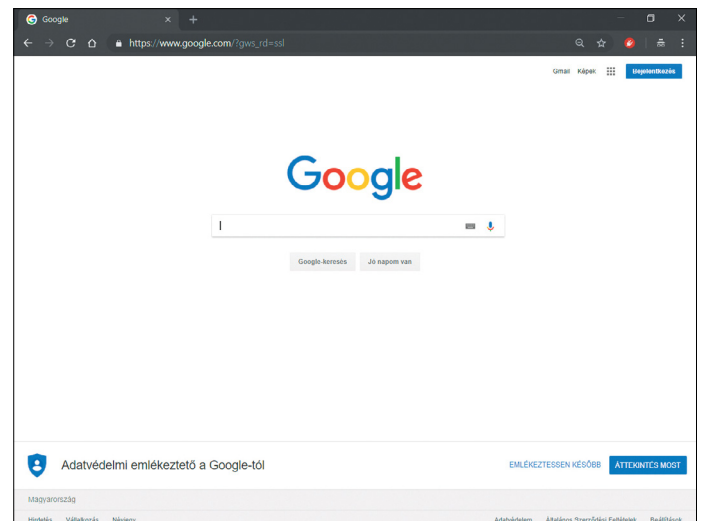 Google
https://www.google.com/?gws_rd=ssl
Gmail Képek Bejelentkezés
Google
Google-keresés Jó napom van
Adatvédelmi emlékeztető a Google-tól EMLÉKEZTESSEN KÉSŐBB ÁTTEKINTÉS MOST
Magyarország
Hirdetés Vállalkozás Névjegy Adatvédelem Általános Szerződési Feltételek Beállítások